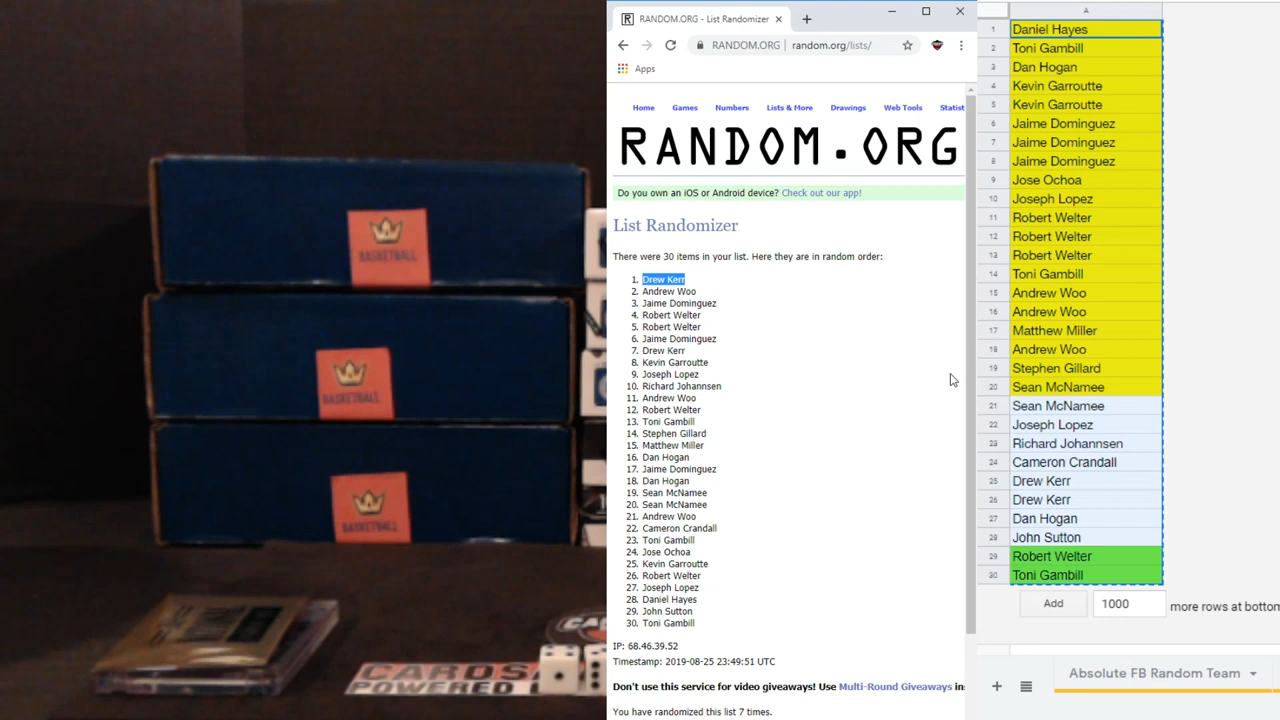 RANDOM.ORG - List Randomizer
RANDOM.ORG | random.org/lists/
Apps
Home Games Numbers Lists & More Drawings Web Tools Statist
RANDOM.ORG
Do you own an iOS or Android device? Check out our app!
List Randomizer
There were 30 items in your list. Here they are in random order:
1. Drew Kerr
2. Andrew Woo
3. Jaime Dominguez
4. Robert Welter
5. Robert Welter
6. Jaime Dominguez
7. Drew Kerr
8. Kevin Garroutte
9. Joseph Lopez
10. Richard Johannsen
11. Andrew Woo
12. Robert Welter
13. Toni Gambill
14. Stephen Gillard
15. Matthew Miller
16. Dan Hogan
17. Jaime Dominguez
18. Dan Hogan
19. Sean McNamee
20. Sean McNamee
21. Andrew Woo
22. Cameron Crandall
23. Toni Gambill
24. Jose Ochoa
25. Kevin Garroutte
26. Robert Welter
27. Joseph Lopez
28. Daniel Hayes
29. John Sutton
30. Toni Gambill
IP: 68.46.39.52
Timestamp: 2019-08-25 23:49:51 UTC
Don't use this service for video giveaways! Use Multi-Round Giveaways in
You have randomized this list 7 times.
A
1 Daniel Hayes
2 Toni Gambill
3 Dan Hogan
4 Kevin Garroutte
5 Kevin Garroutte
6 Jaime Dominguez
7 Jaime Dominguez
8 Jaime Dominguez
9 Jose Ochoa
10 Joseph Lopez
11 Robert Welter
12 Robert Welter
13 Robert Welter
14 Toni Gambill
15 Andrew Woo
16 Andrew Woo
17 Matthew Miller
18 Andrew Woo
19 Stephen Gillard
20 Sean McNamee
21 Sean McNamee
22 Joseph Lopez
23 Richard Johannsen
24 Cameron Crandall
25 Drew Kerr
26 Drew Kerr
27 Dan Hogan
28 John Sutton
29 Robert Welter
30 Toni Gambill
Add 1000 more rows at bottom
Absolute FB Random Team
BASKETBALL
BASKETBALL
BASKETBALL
CARDS
POWERED